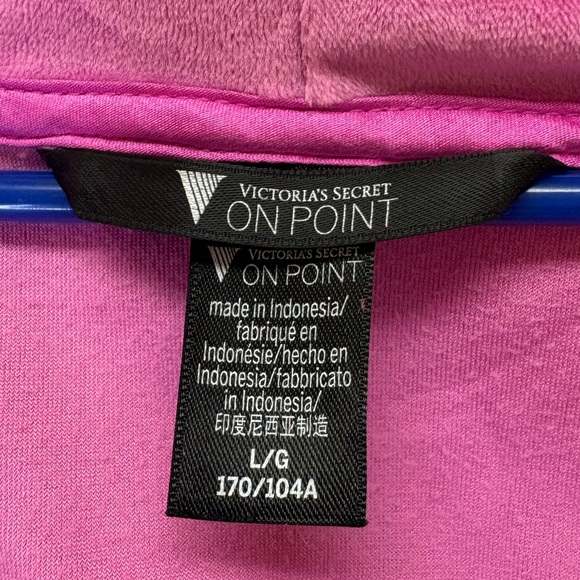 VICTORIA'S SECRET
ON POINT
VICTORIA'S SECRET
ON POINT
made in Indonesia/
fabriqué en
Indonésie/hecho en
Indonesia/fabbricato
in Indonesia/
印度尼西亚制造
L/G
170/104A